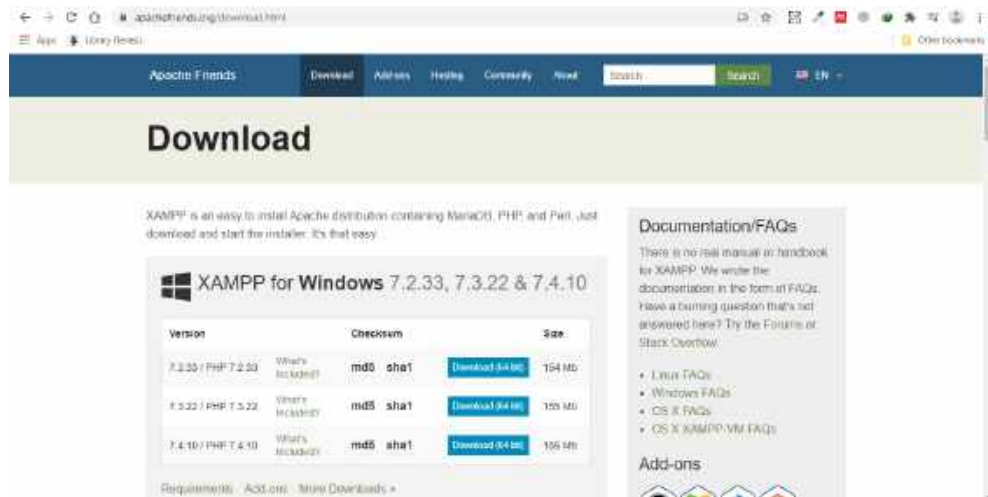 apachefriends.org/download.html
Apps Library Genesis
Other bookmarks
Apache Friends Download Add-ons Hosting Community About Search... Search EN
Download
XAMPP is an easy to install Apache distribution containing MariaDB, PHP, and Perl. Just
download and start the installer. It's that easy.
XAMPP for Windows 7.2.33, 7.3.22 & 7.4.10
Version Checksum Size
7.2.33 / PHP 7.2.33 What's Included? md5 sha1 Download (64 bit) 154 Mb
7.3.22 / PHP 7.3.22 What's Included? md5 sha1 Download (64 bit) 155 Mb
7.4.10 / PHP 7.4.10 What's Included? md5 sha1 Download (64 bit) 155 Mb
Requirements Add-ons More Downloads »
Documentation/FAQs
There is no real manual or handbook
for XAMPP. We wrote the
documentation in the form of FAQs.
Have a burning question that's not
answered here? Try the Forums or
Stack Overflow.
• Linux FAQs
• Windows FAQs
• OS X FAQs
• OS X XAMPP-VM FAQs
Add-ons